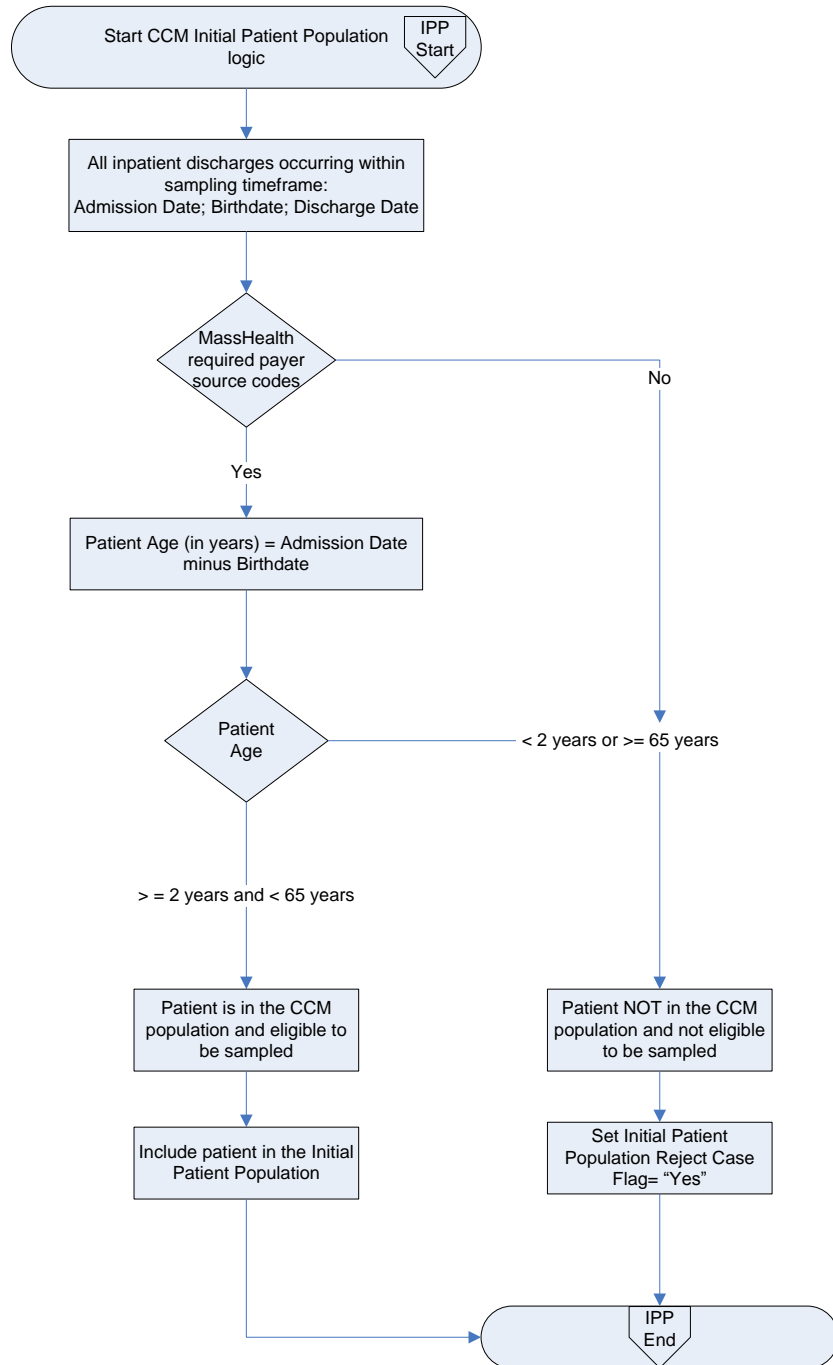 Start CCM Initial Patient Population
logic
IPP
Start
All inpatient discharges occurring within
sampling timeframe:
Admission Date; Birthdate; Discharge Date
MassHealth
required payer
source codes
No
Yes
Patient Age (in years) = Admission Date
minus Birthdate
Patient
Age
< 2 years or >= 65 years
> = 2 years and < 65 years
Patient is in the CCM
population and eligible to
be sampled
Patient NOT in the CCM
population and not eligible
to be sampled
Include patient in the Initial
Patient Population
Set Initial Patient
Population Reject Case
Flag= “Yes”
IPP
End